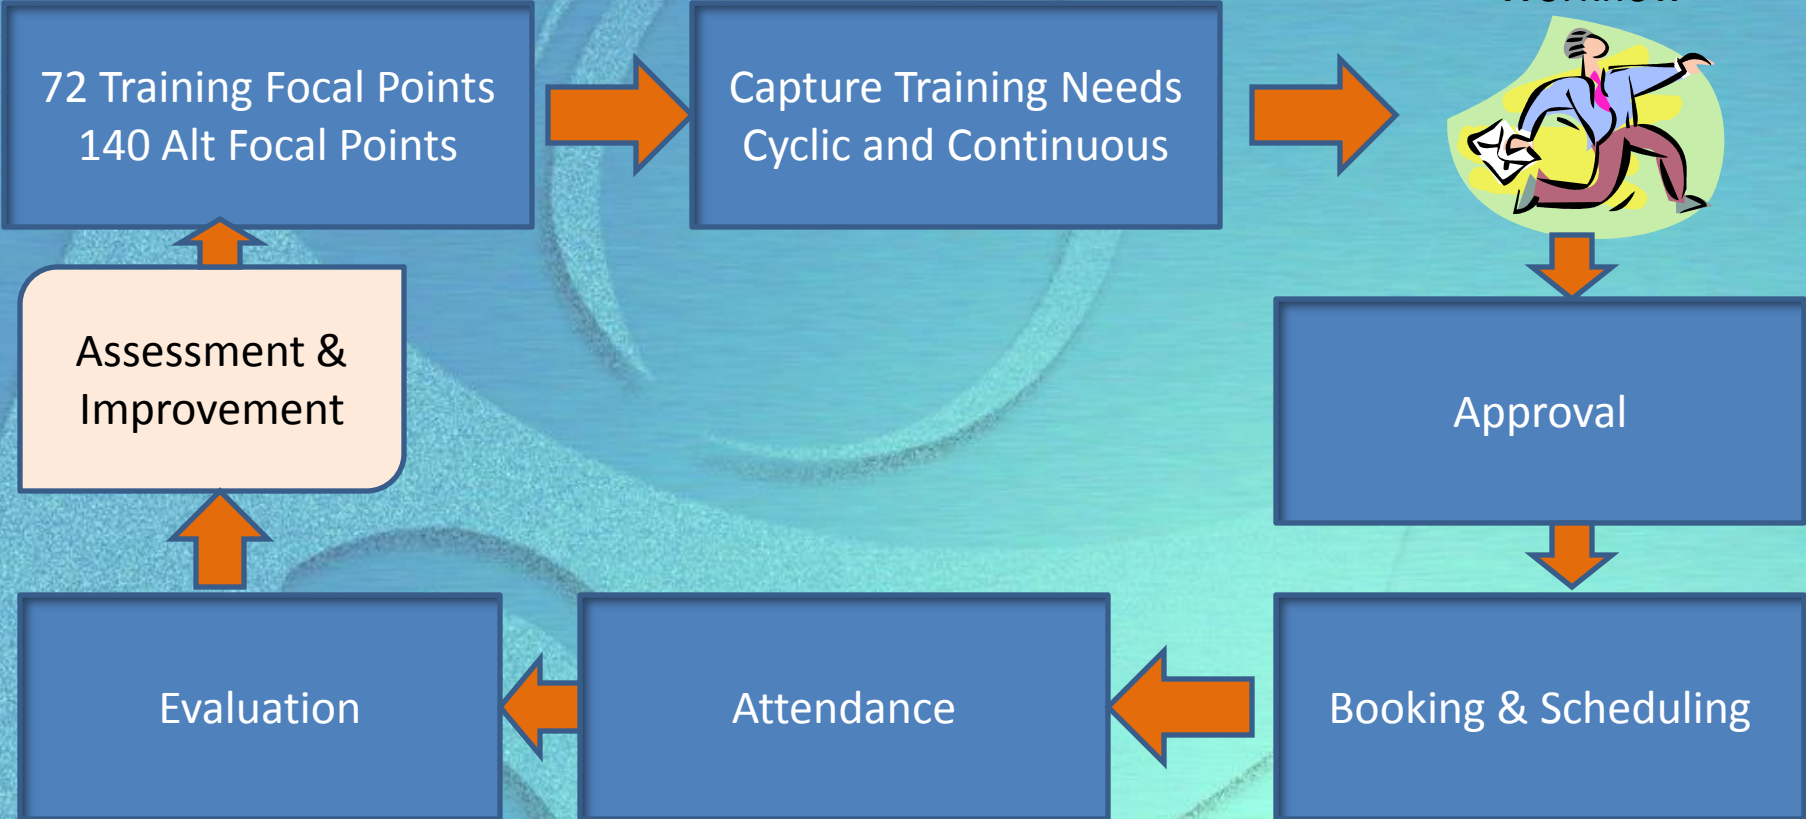 72 Training Focal Points
140 Alt Focal Points
Capture Training Needs
Cyclic and Continuous
Assessment &
Improvement
Approval
Evaluation
Attendance
Booking & Scheduling